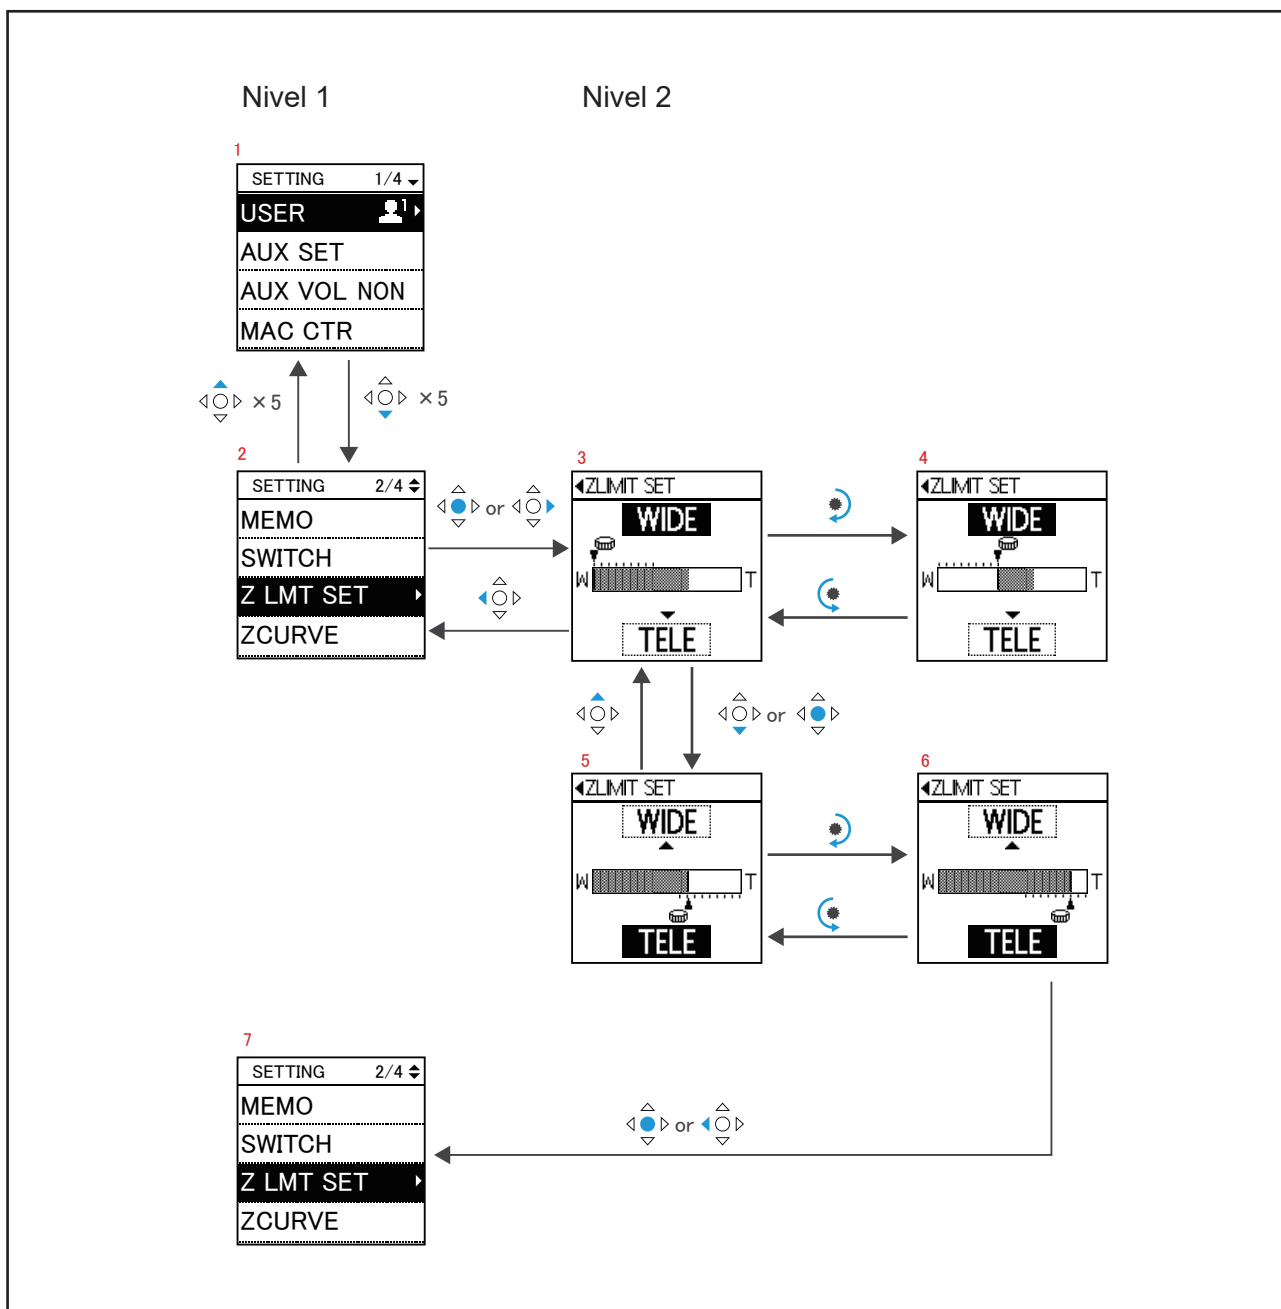 Nivel 1
Nivel 2
1
SETTING 1/4
USER 1
AUX SET
AUX VOL NON
MAC CTR
×5
×5
2
SETTING 2/4
MEMO
SWITCH
Z LMT SET
ZCURVE
or
3
ZLIMIT SET
WIDE
W T
TELE
4
ZLIMIT SET
WIDE
W T
TELE
or
5
ZLIMIT SET
WIDE
W T
TELE
6
ZLIMIT SET
WIDE
W T
TELE
7
SETTING 2/4
MEMO
SWITCH
Z LMT SET
ZCURVE
or